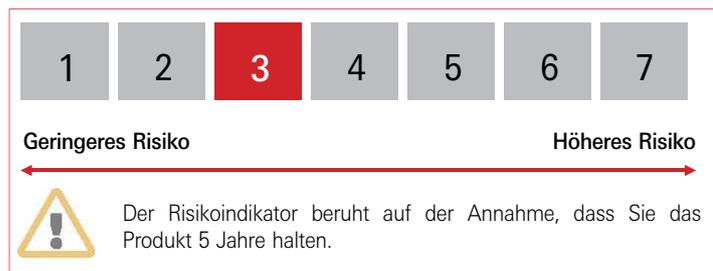 1 2 3 4 5 6 7
Geringeres Risiko Höheres Risiko
Der Risikoindikator beruht auf der Annahme, dass Sie das
Produkt 5 Jahre halten.